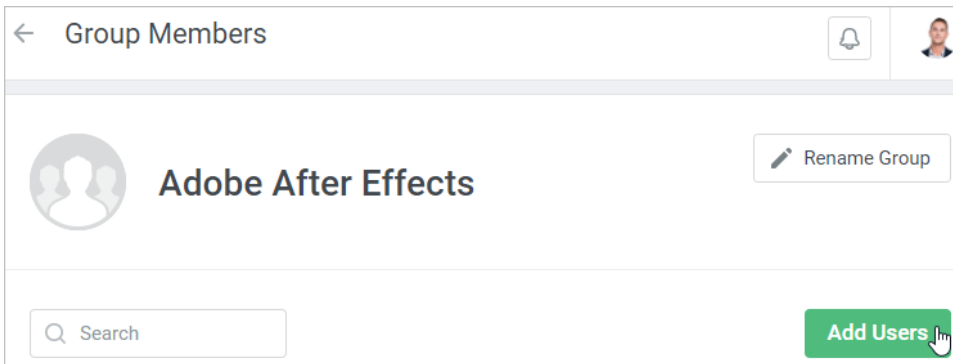 Group Members
Rename Group
Adobe After Effects
Search
Add Users